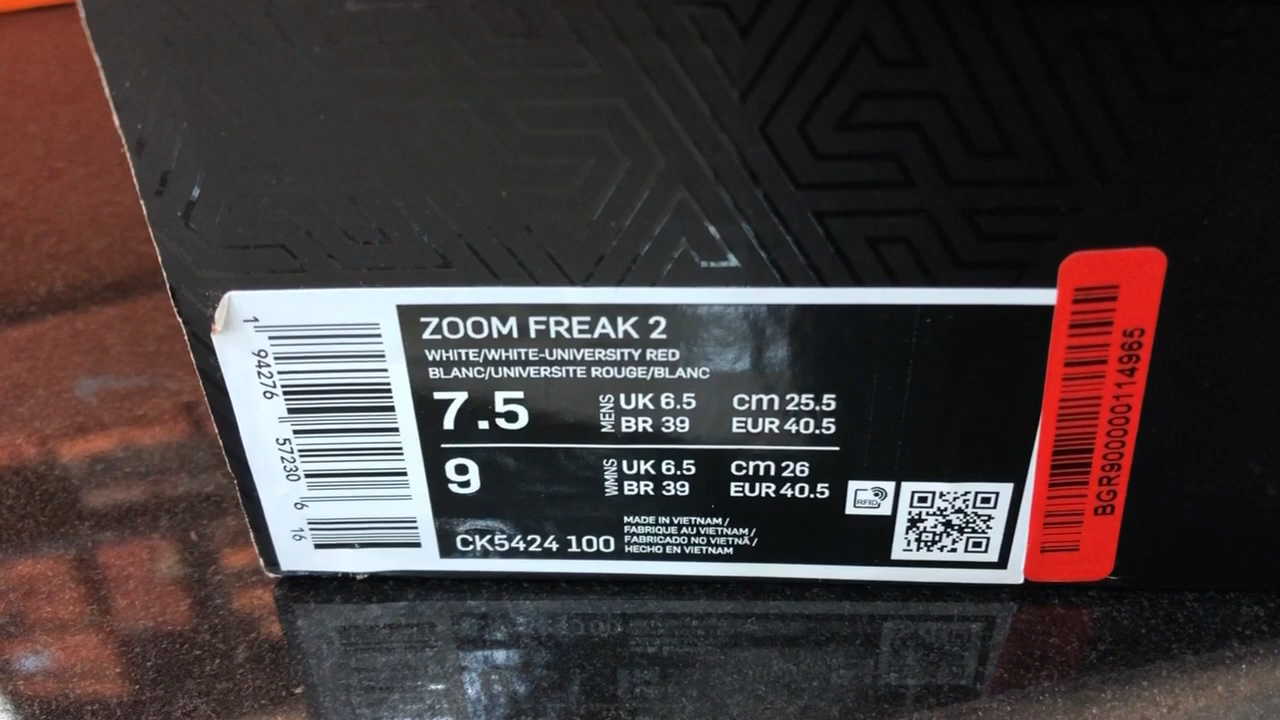 ZOOM FREAK 2
WHITE/WHITE-UNIVERSITY RED
BLANC/UNIVERSITE ROUGE/BLANC
7.5 MENS UK 6.5 CM 25.5
BR 39 EUR 40.5
9 WMNS UK 6.5 CM 26
BR 39 EUR 40.5
RFID
CK5424 100
MADE IN VIETNAM /
FABRIQUE AU VIETNAM /
FABRICADO NO VIETNÃ /
HECHO EN VIETNAM
1 94276 57230 6 16
BGR90000114965